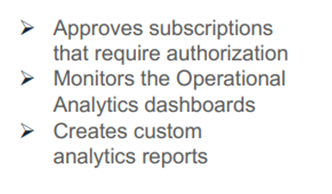 ➢ Approves subscriptions
that require authorization
➢ Monitors the Operational
Analytics dashboards
➢ Creates custom
analytics reports